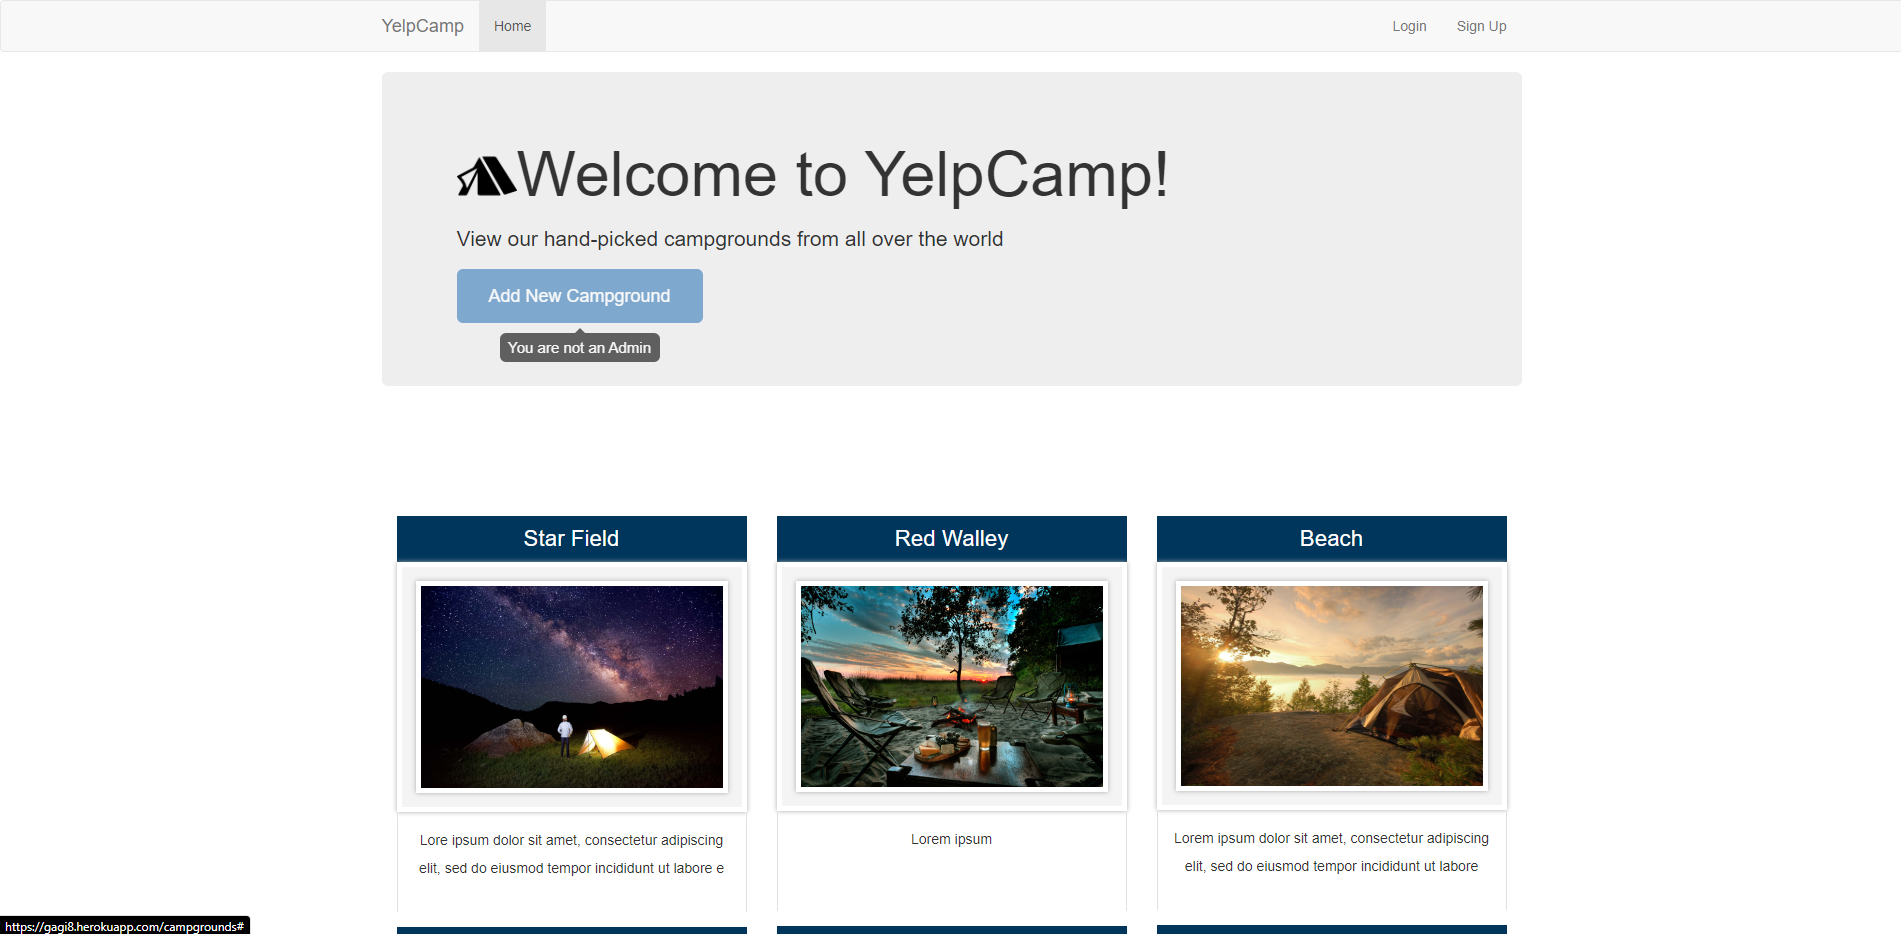 YelpCamp Home Login Sign Up
Welcome to YelpCamp!
View our hand-picked campgrounds from all over the world
Add New Campground
You are not an Admin
Star Field
Red Walley
Beach
Lore ipsum dolor sit amet, consectetur adipiscing
elit, sed do eiusmod tempor incididunt ut labore e
Lorem ipsum
Lorem ipsum dolor sit amet, consectetur adipiscing
elit, sed do eiusmod tempor incididunt ut labore
https://gagi8.herokuapp.com/campgrounds#